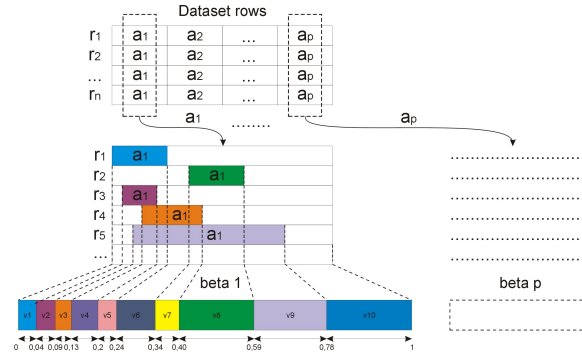 Dataset rows
r1 a1 a2 ... ap
r2 a1 a2 ... ap
... a1 a2 ... ap
rn a1 a2 ... ap
a1 ........ ap
r1 a1
r2 a1
r3 a1
r4 a1
r5 a1
...
beta 1 beta p
v1 v2 v3 v4 v5 v6 v7 v8 v9 v10
0 0,04 0,09 0,13 0,2 0,24 0,34 0,40 0,59 0,78 1